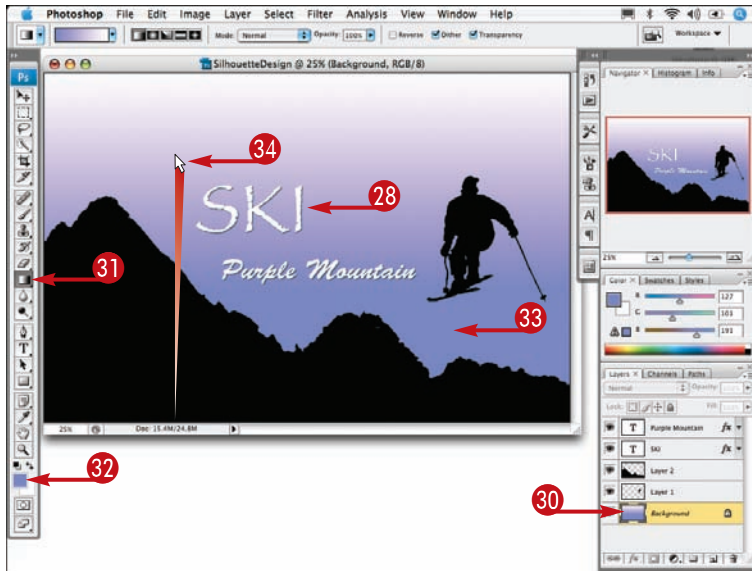 Photoshop File Edit Image Layer Select Filter Analysis View Window Help
Mode: Normal Opacity: 100% Reverse Dither Transparency Workspace
SilhouetteDesign @ 25% (Background, RGB/8)
Ps
Navigator X Histogram Info
SKI
Purple Mountain
25%
34
SKI
28
31
Purple Mountain
33
Color X Swatches Styles
R 127
G
B 191
Layers X Channels Paths
Normal Opacity:
Lock: Fill:
T Purple Mountain fx
T SKI fx
Layer 2
Layer 1
Background
25% Doc: 15.4M/24.8M
32
30